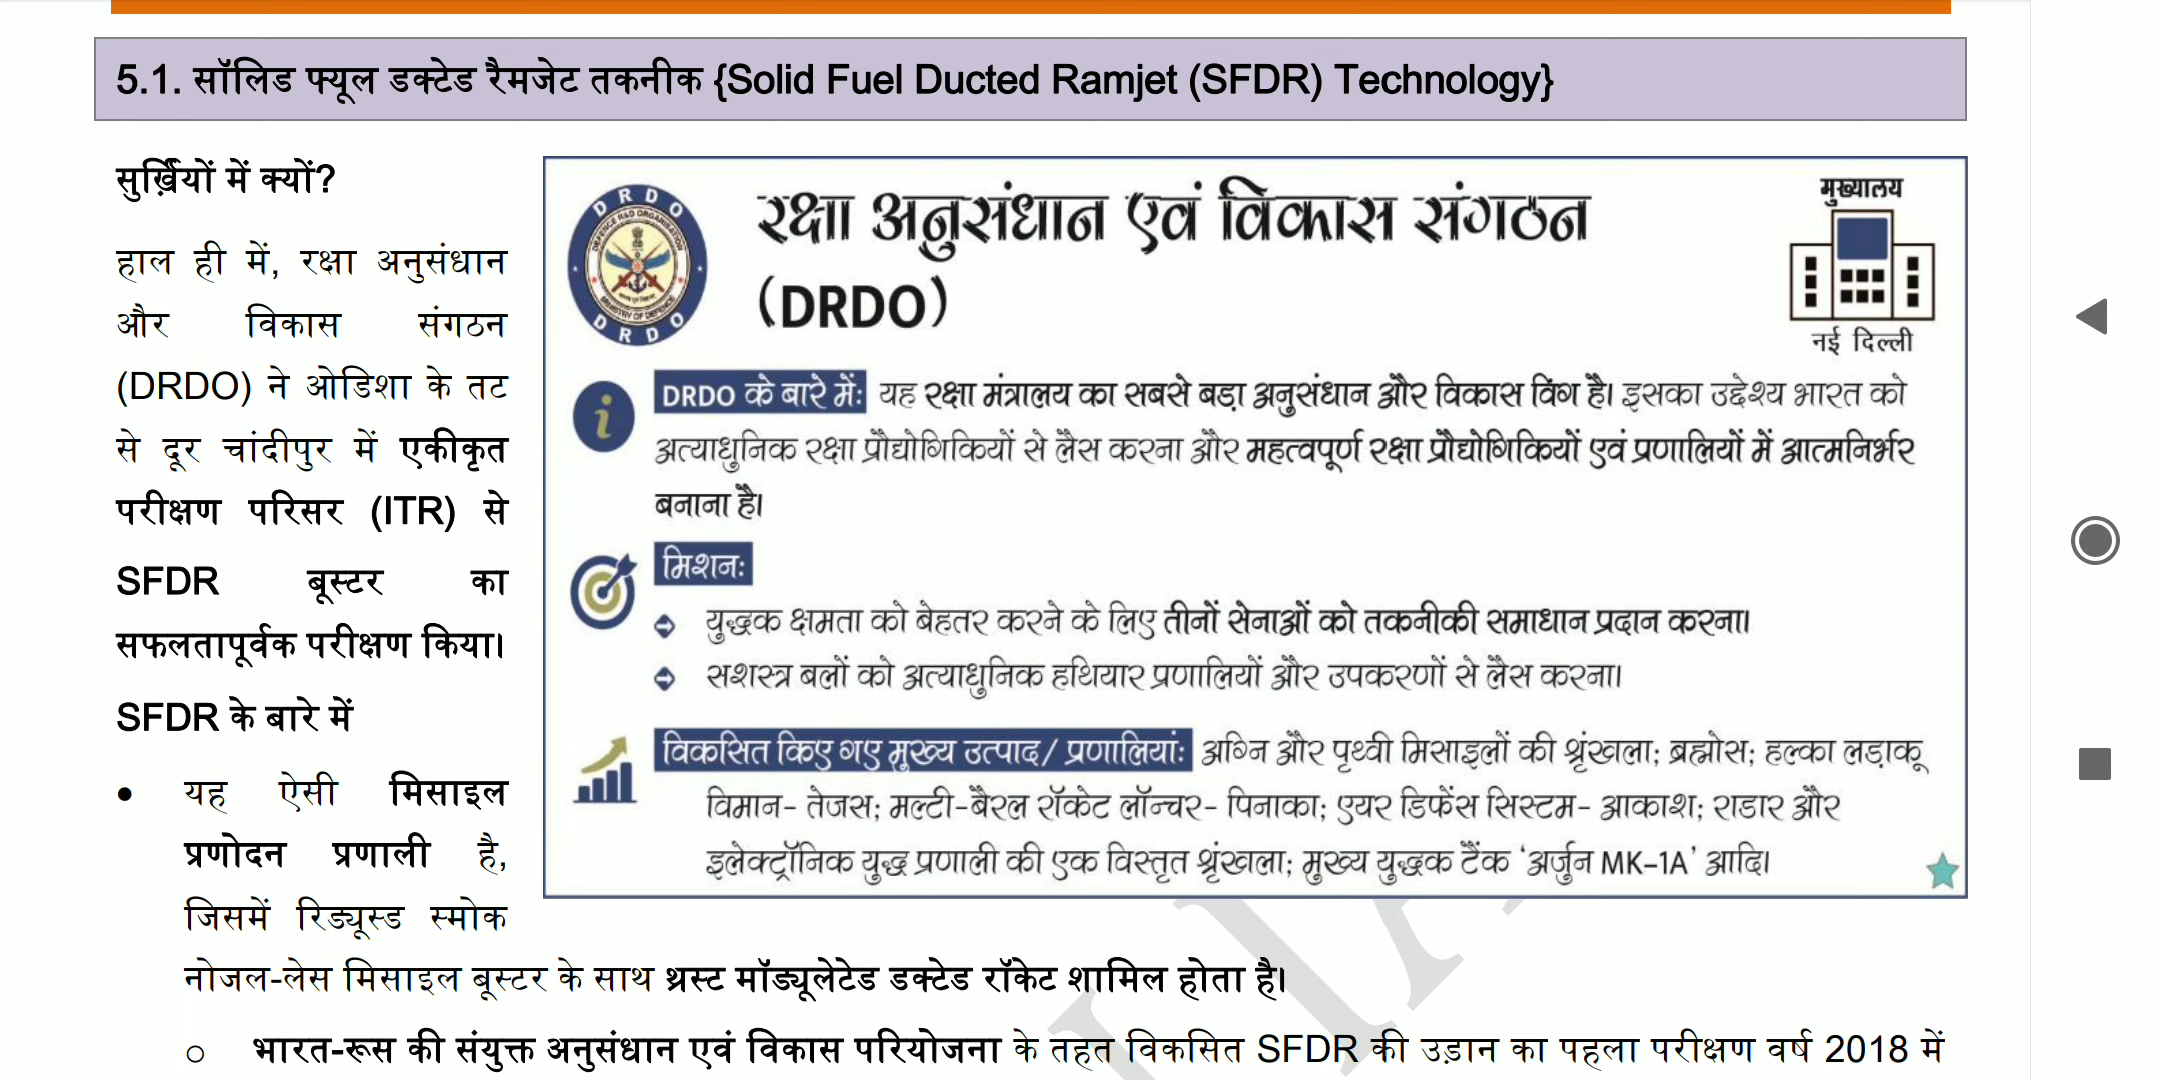 5.1. सॉलिड फ्यूल डक्टेड रैमजेट तकनीक {Solid Fuel Ducted Ramjet (SFDR) Technology}
सुर्ख़ियों में क्यों?
हाल ही में, रक्षा अनुसंधान
और विकास संगठन
(DRDO) ने ओडिशा के तट
से दूर चांदीपुर में एकीकृत
परीक्षण परिसर (ITR) से
SFDR बूस्टर का
सफलतापूर्वक परीक्षण किया।
SFDR के बारे में
• यह ऐसी मिसाइल
प्रणोदन प्रणाली है,
जिसमें रिड्यूस्ड स्मोक
नोजल-लेस मिसाइल बूस्टर के साथ थ्रस्ट मॉड्यूलेटेड डक्टेड रॉकेट शामिल होता है।
o भारत-रूस की संयुक्त अनुसंधान एवं विकास परियोजना के तहत विकसित SFDR की उड़ान का पहला परीक्षण वर्ष 2018 में
DRDO
DEFENCE R&D ORGANISATION
MINISTRY OF DEFENCE
DRDO
रक्षा अनुसंधान एवं विकास संगठन
(DRDO)
मुख्यालय
नई दिल्ली
DRDO के बारे में: यह रक्षा मंत्रालय का सबसे बड़ा अनुसंधान और विकास विंग है। इसका उद्देश्य भारत को
अत्याधुनिक रक्षा प्रौद्योगिकियों से लैस करना और महत्वपूर्ण रक्षा प्रौद्योगिकियों एवं प्रणालियों में आत्मनिर्भर
बनाना है।
मिशन:
युद्धक क्षमता को बेहतर करने के लिए तीनों सेनाओं को तकनीकी समाधान प्रदान करना।
सशस्त्र बलों को अत्याधुनिक हथियार प्रणालियों और उपकरणों से लैस करना।
विकसित किए गए मुख्य उत्पाद/ प्रणालियां: अग्नि और पृथ्वी मिसाइलों की श्रृंखला; ब्रह्मोस; हल्का लड़ाकू
विमान- तेजस; मल्टी-बैरल रॉकेट लॉन्चर- पिनाका; एयर डिफेंस सिस्टम- आकाश; राडार और
इलेक्ट्रॉनिक युद्ध प्रणाली की एक विस्तृत श्रृंखला; मुख्य युद्धक टैंक ‘अर्जुन MK-1A’ आदि।